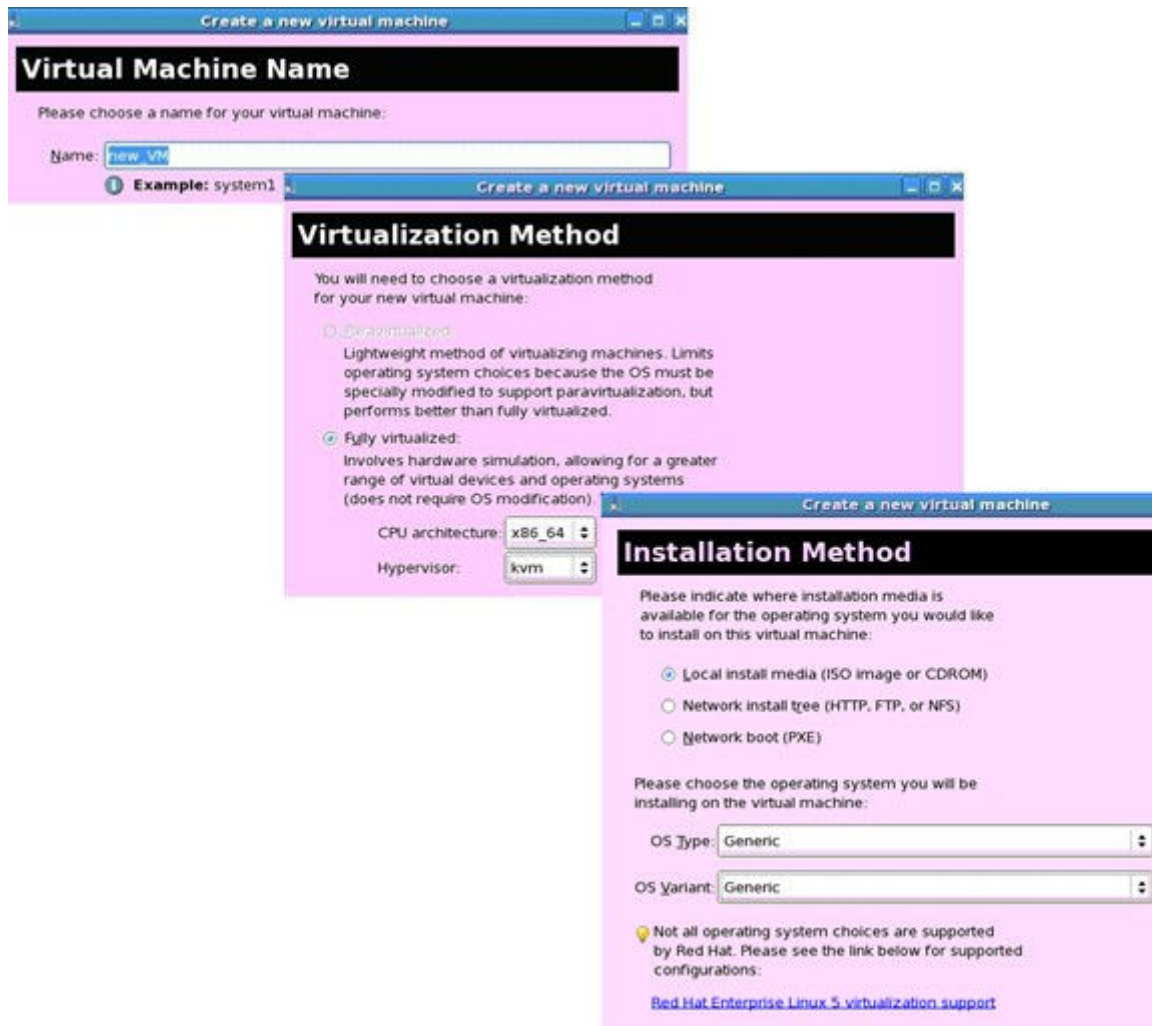 Create a new virtual machine
Virtual Machine Name
Please choose a name for your virtual machine:
Name: new_VM
Example: system1
Create a new virtual machine
Virtualization Method
You will need to choose a virtualization method
for your new virtual machine:
Paravirtualized:
Lightweight method of virtualizing machines. Limits
operating system choices because the OS must be
specially modified to support paravirtualization, but
performs better than fully virtualized.
Fully virtualized:
Involves hardware simulation, allowing for a greater
range of virtual devices and operating systems
(does not require OS modification).
CPU architecture: x86_64
Hypervisor: kvm
Create a new virtual machine
Installation Method
Please indicate where installation media is
available for the operating system you would like
to install on this virtual machine:
Local install media (ISO image or CDROM)
Network install tree (HTTP, FTP, or NFS)
Network boot (PXE)
Please choose the operating system you will be
installing on the virtual machine:
OS Type: Generic
OS Variant: Generic
Not all operating system choices are supported
by Red Hat. Please see the link below for supported
configurations:
Red Hat Enterprise Linux 5 virtualization support